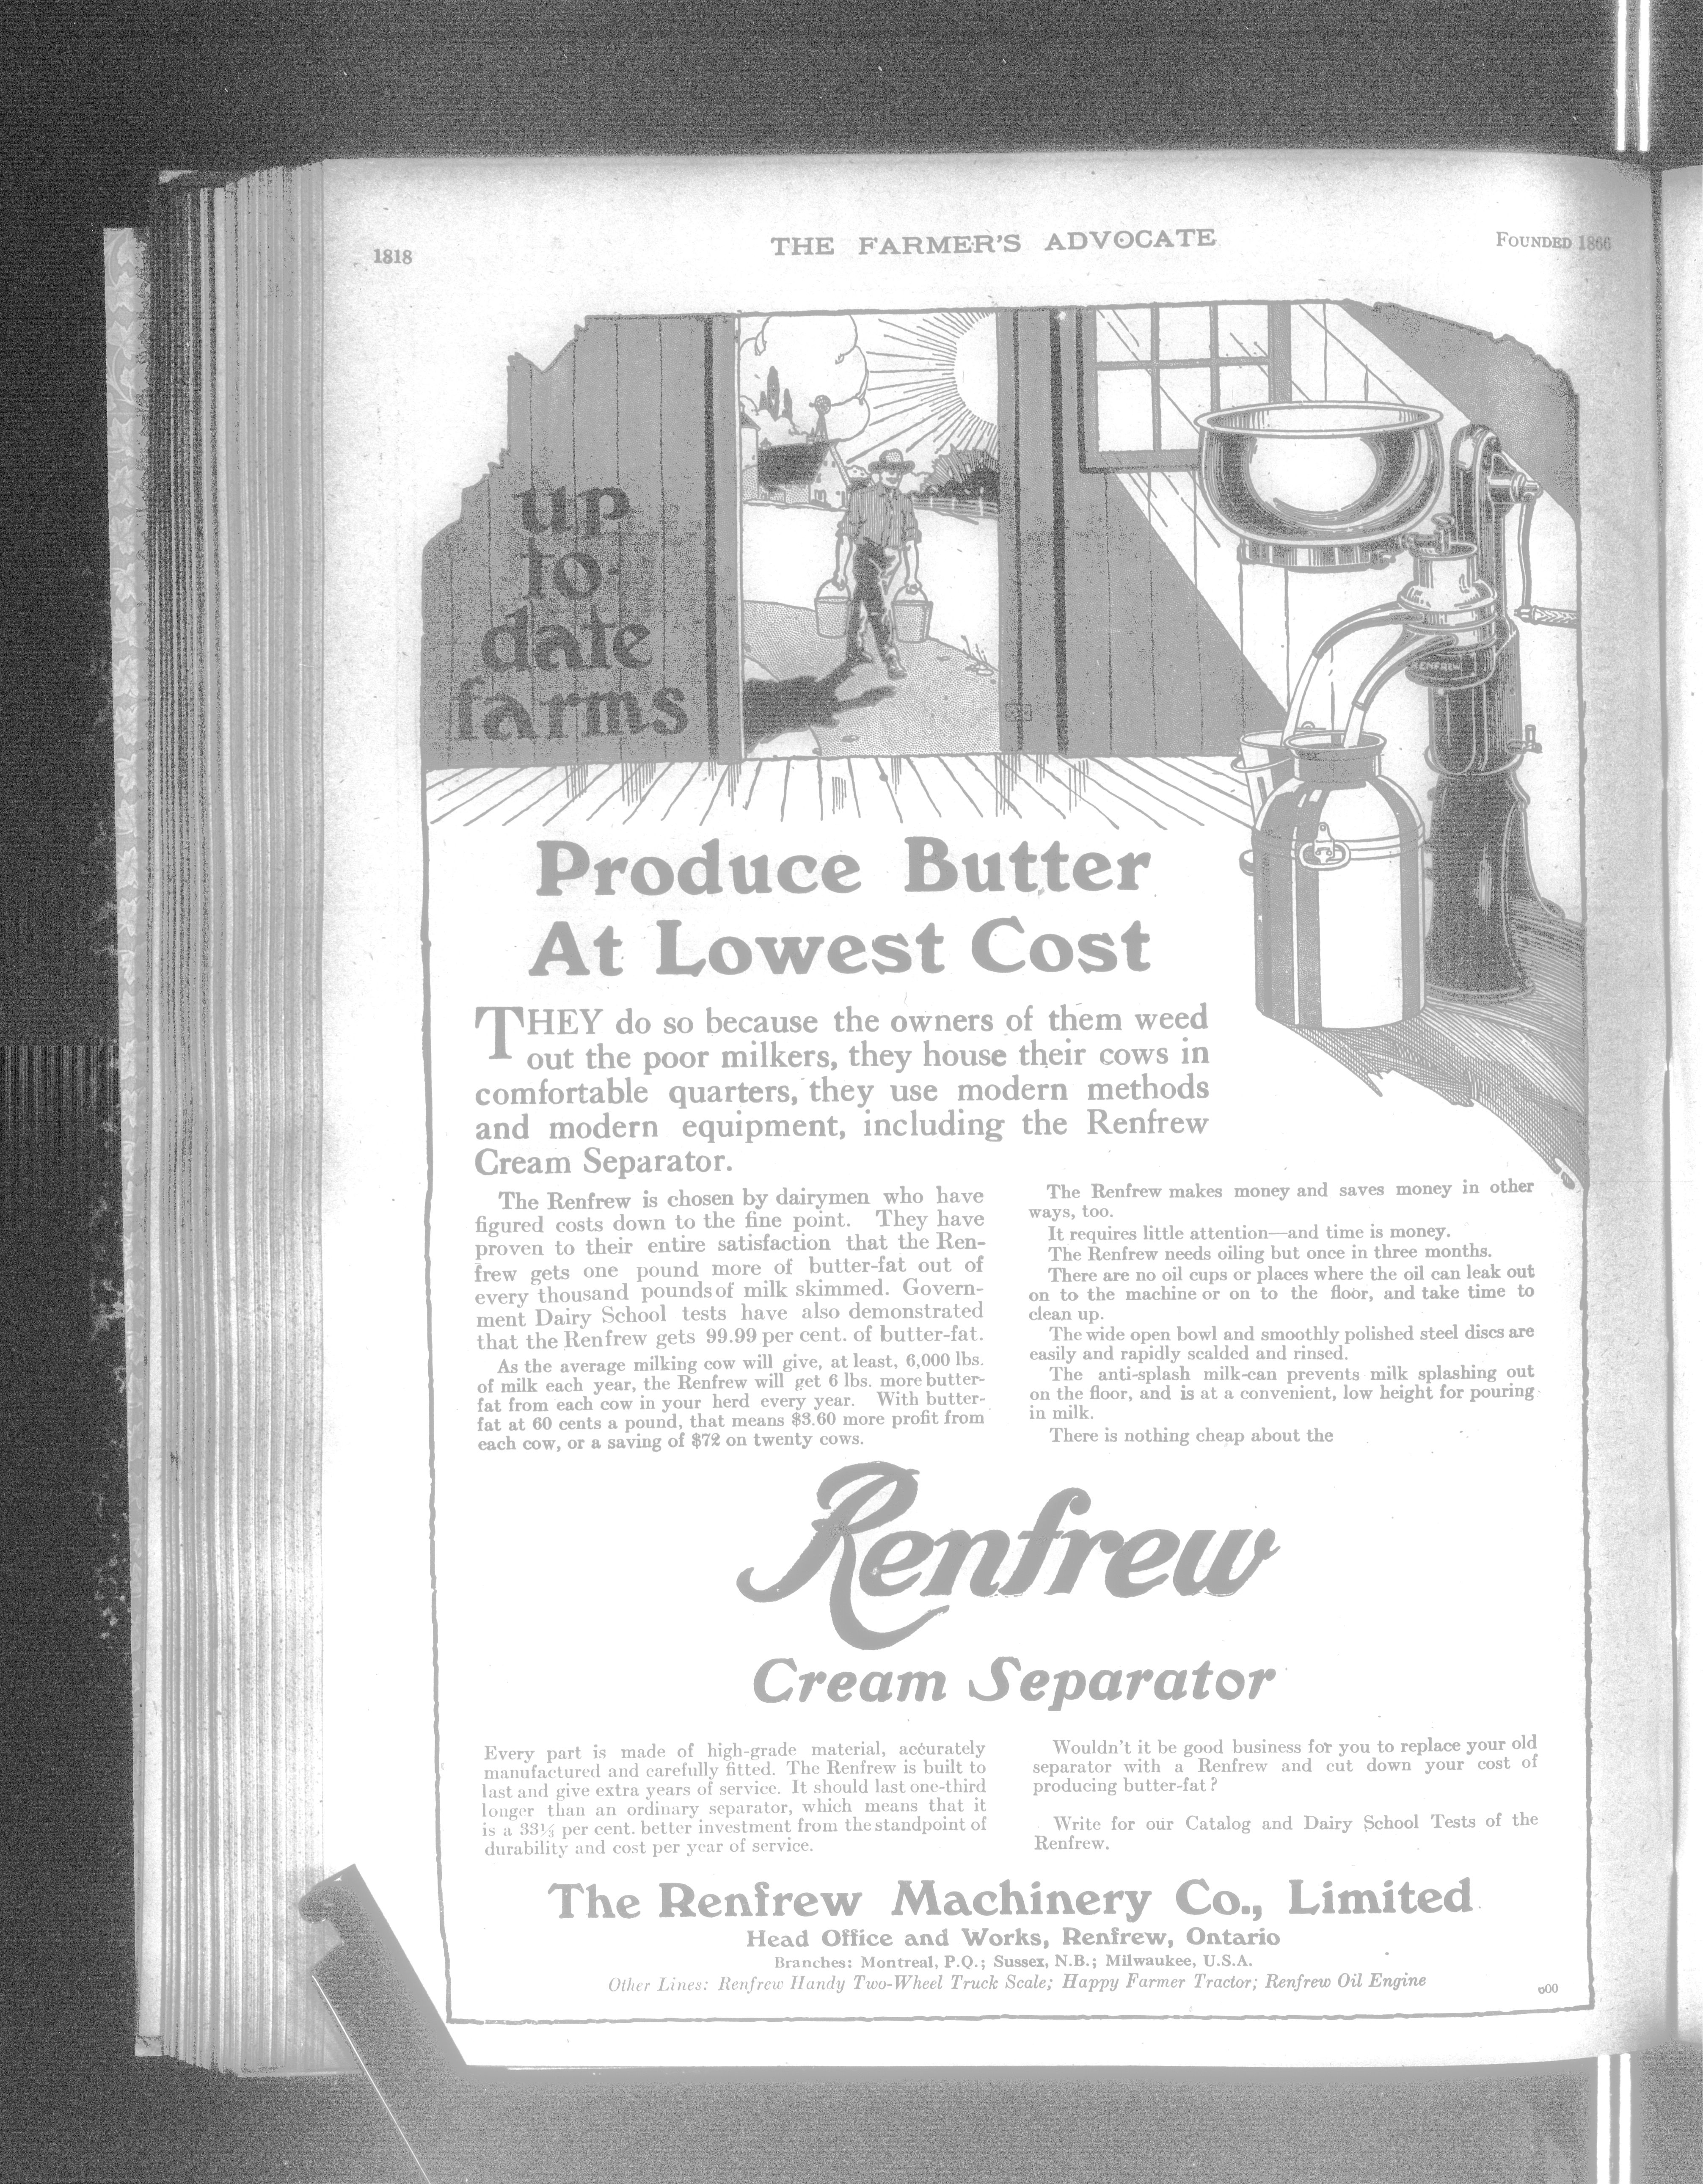 1818
THE FARMER'S ADVOCATE
FOUNDED 1866
up
to-
date
farms
RENFREW
Produce Butter
At Lowest Cost
THEY do so because the owners of them weed
out the poor milkers, they house their cows in
comfortable quarters, they use modern methods
and modern equipment, including the Renfrew
Cream Separator.
The Renfrew is chosen by dairymen who have
figured costs down to the fine point. They have
proven to their entire satisfaction that the Ren-
frew gets one pound more of butter-fat out of
every thousand pounds of milk skimmed. Govern-
ment Dairy School tests have also demonstrated
that the Renfrew gets 99.99 per cent. of butter-fat.
As the average milking cow will give, at least, 6,000 lbs.
of milk each year, the Renfrew will get 6 lbs. more butter-
fat from each cow in your herd every year. With butter-
fat at 60 cents a pound, that means $3.60 more profit from
each cow, or a saving of $72 on twenty cows.
The Renfrew makes money and saves money in other
ways, too.
It requires little attention—and time is money.
The Renfrew needs oiling but once in three months.
There are no oil cups or places where the oil can leak out
on to the machine or on to the floor, and take time to
clean up.
The wide open bowl and smoothly polished steel discs are
easily and rapidly scalded and rinsed.
The anti-splash milk-can prevents milk splashing out
on the floor, and is at a convenient, low height for pouring
in milk.
There is nothing cheap about the
Renfrew
Cream Separator
Every part is made of high-grade material, accurately
manufactured and carefully fitted. The Renfrew is built to
last and give extra years of service. It should last one-third
longer than an ordinary separator, which means that it
is a 33⅓ per cent. better investment from the standpoint of
durability and cost per year of service.
Wouldn't it be good business for you to replace your old
separator with a Renfrew and cut down your cost of
producing butter-fat?
Write for our Catalog and Dairy School Tests of the
Renfrew.
The Renfrew Machinery Co., Limited
Head Office and Works, Renfrew, Ontario
Branches: Montreal, P.Q.; Sussex, N.B.; Milwaukee, U.S.A.
Other Lines: Renfrew Handy Two-Wheel Truck Scale; Happy Farmer Tractor; Renfrew Oil Engine